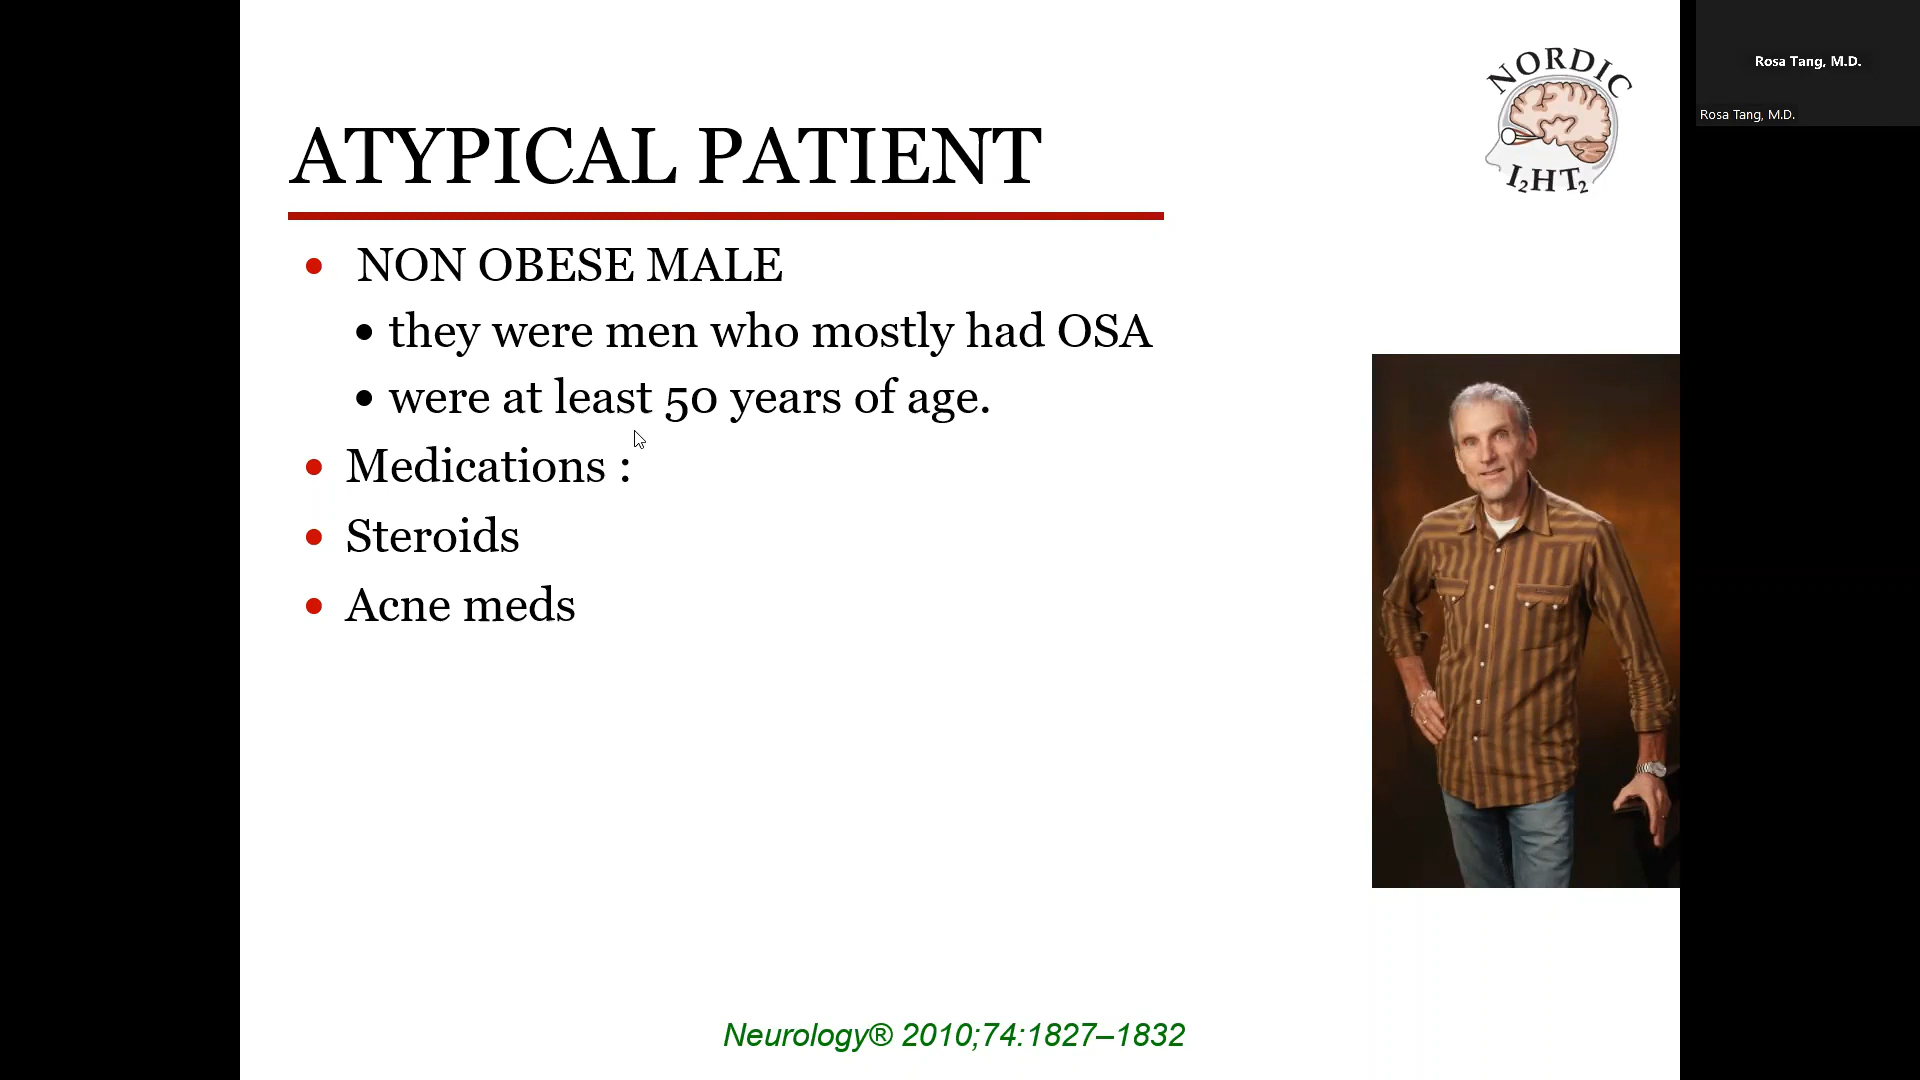 NORDIC
I₂HT₂
Rosa Tang, M.D.
Rosa Tang, M.D.
ATYPICAL PATIENT
• NON OBESE MALE
• they were men who mostly had OSA
• were at least 50 years of age.
• Medications :
• Steroids
• Acne meds
Neurology® 2010;74:1827–1832